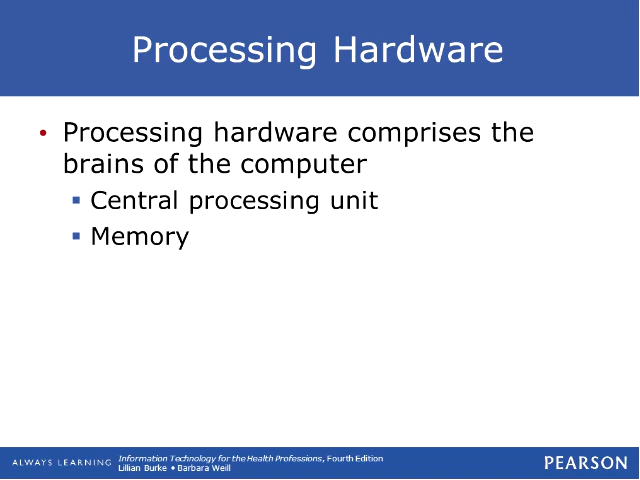 Processing Hardware
• Processing hardware comprises the
brains of the computer
▪ Central processing unit
▪ Memory
ALWAYS LEARNING
Information Technology for the Health Professions, Fourth Edition
Lillian Burke • Barbara Weill
PEARSON